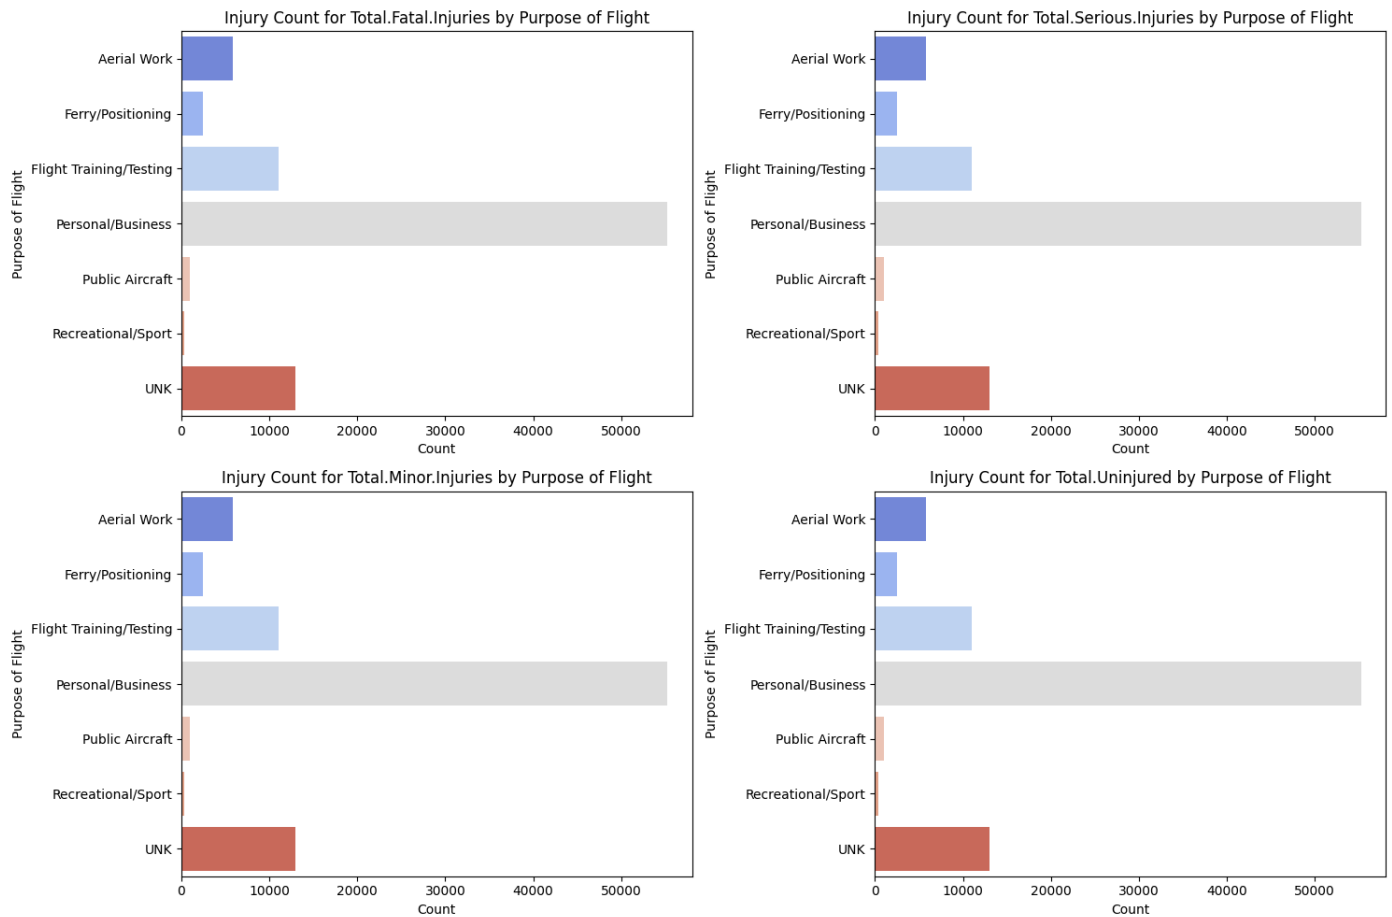 Injury Count for Total.Fatal.Injuries by Purpose of Flight
Purpose of Flight
Aerial Work
Ferry/Positioning
Flight Training/Testing
Personal/Business
Public Aircraft
Recreational/Sport
UNK
0 10000 20000 30000 40000 50000
Count
Injury Count for Total.Serious.Injuries by Purpose of Flight
Purpose of Flight
Aerial Work
Ferry/Positioning
Flight Training/Testing
Personal/Business
Public Aircraft
Recreational/Sport
UNK
0 10000 20000 30000 40000 50000
Count
Injury Count for Total.Minor.Injuries by Purpose of Flight
Purpose of Flight
Aerial Work
Ferry/Positioning
Flight Training/Testing
Personal/Business
Public Aircraft
Recreational/Sport
UNK
0 10000 20000 30000 40000 50000
Count
Injury Count for Total.Uninjured by Purpose of Flight
Purpose of Flight
Aerial Work
Ferry/Positioning
Flight Training/Testing
Personal/Business
Public Aircraft
Recreational/Sport
UNK
0 10000 20000 30000 40000 50000
Count